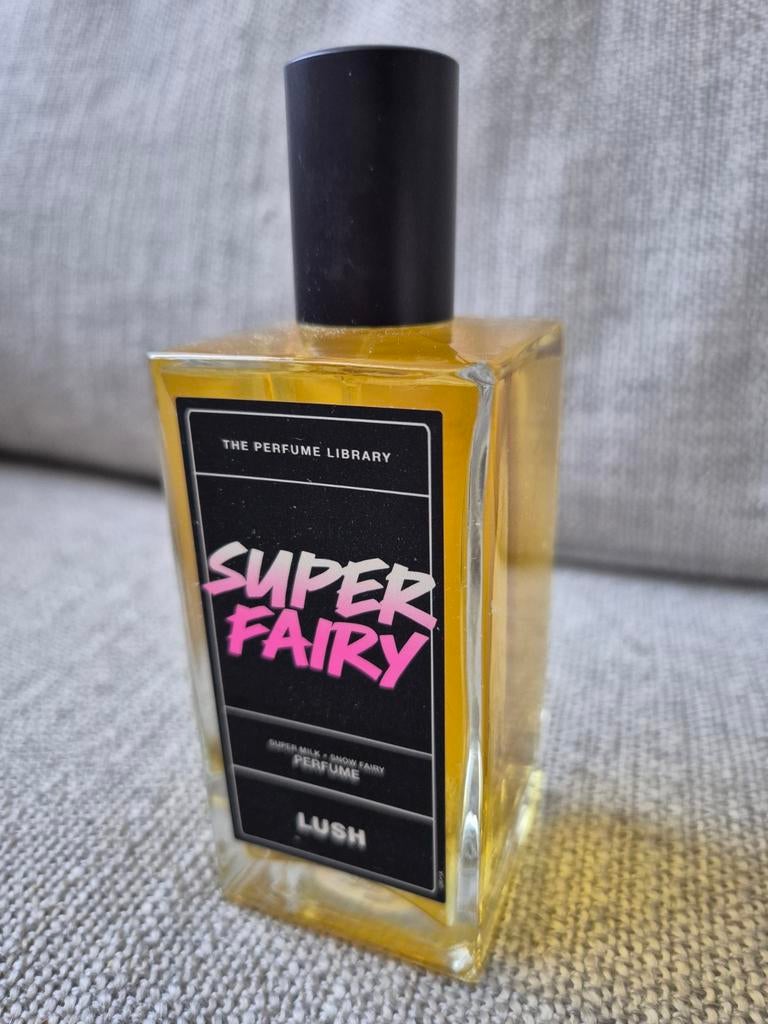 THE PERFUME LIBRARY
SUPER
FAIRY
SUPER MILK + SNOW FAIRY
PERFUME
LUSH